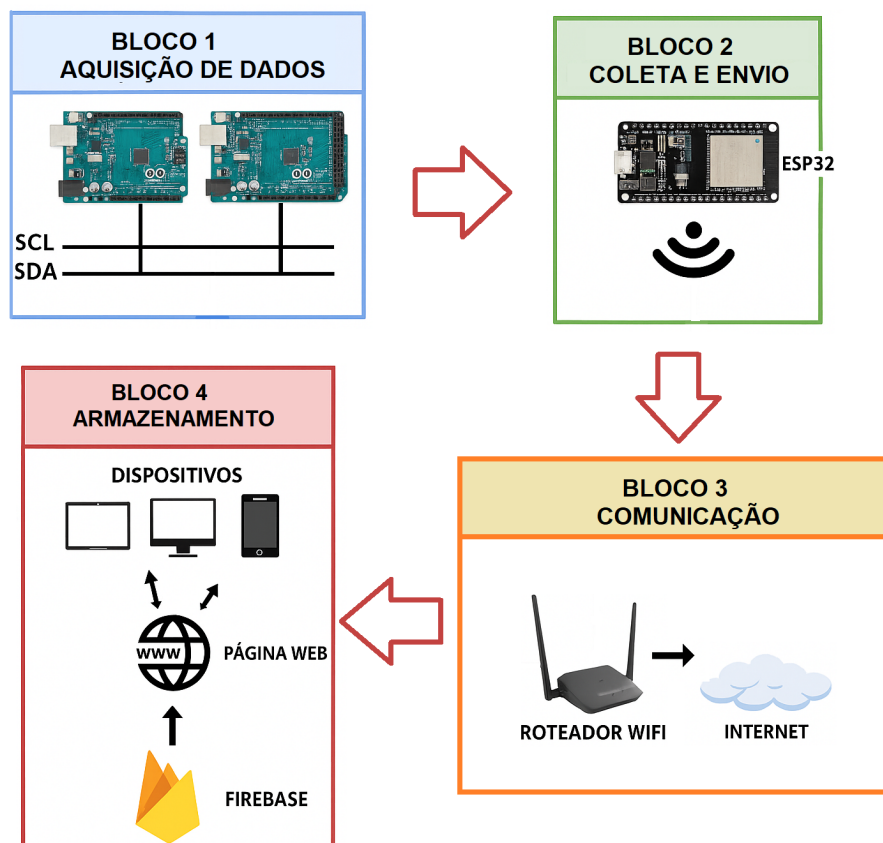 BLOCO 1
AQUISIÇÃO DE DADOS
SCL
SDA
BLOCO 2
COLETA E ENVIO
ESP32
BLOCO 3
COMUNICAÇÃO
ROTEADOR WIFI
INTERNET
BLOCO 4
ARMAZENAMENTO
DISPOSITIVOS
www
PÁGINA WEB
FIREBASE